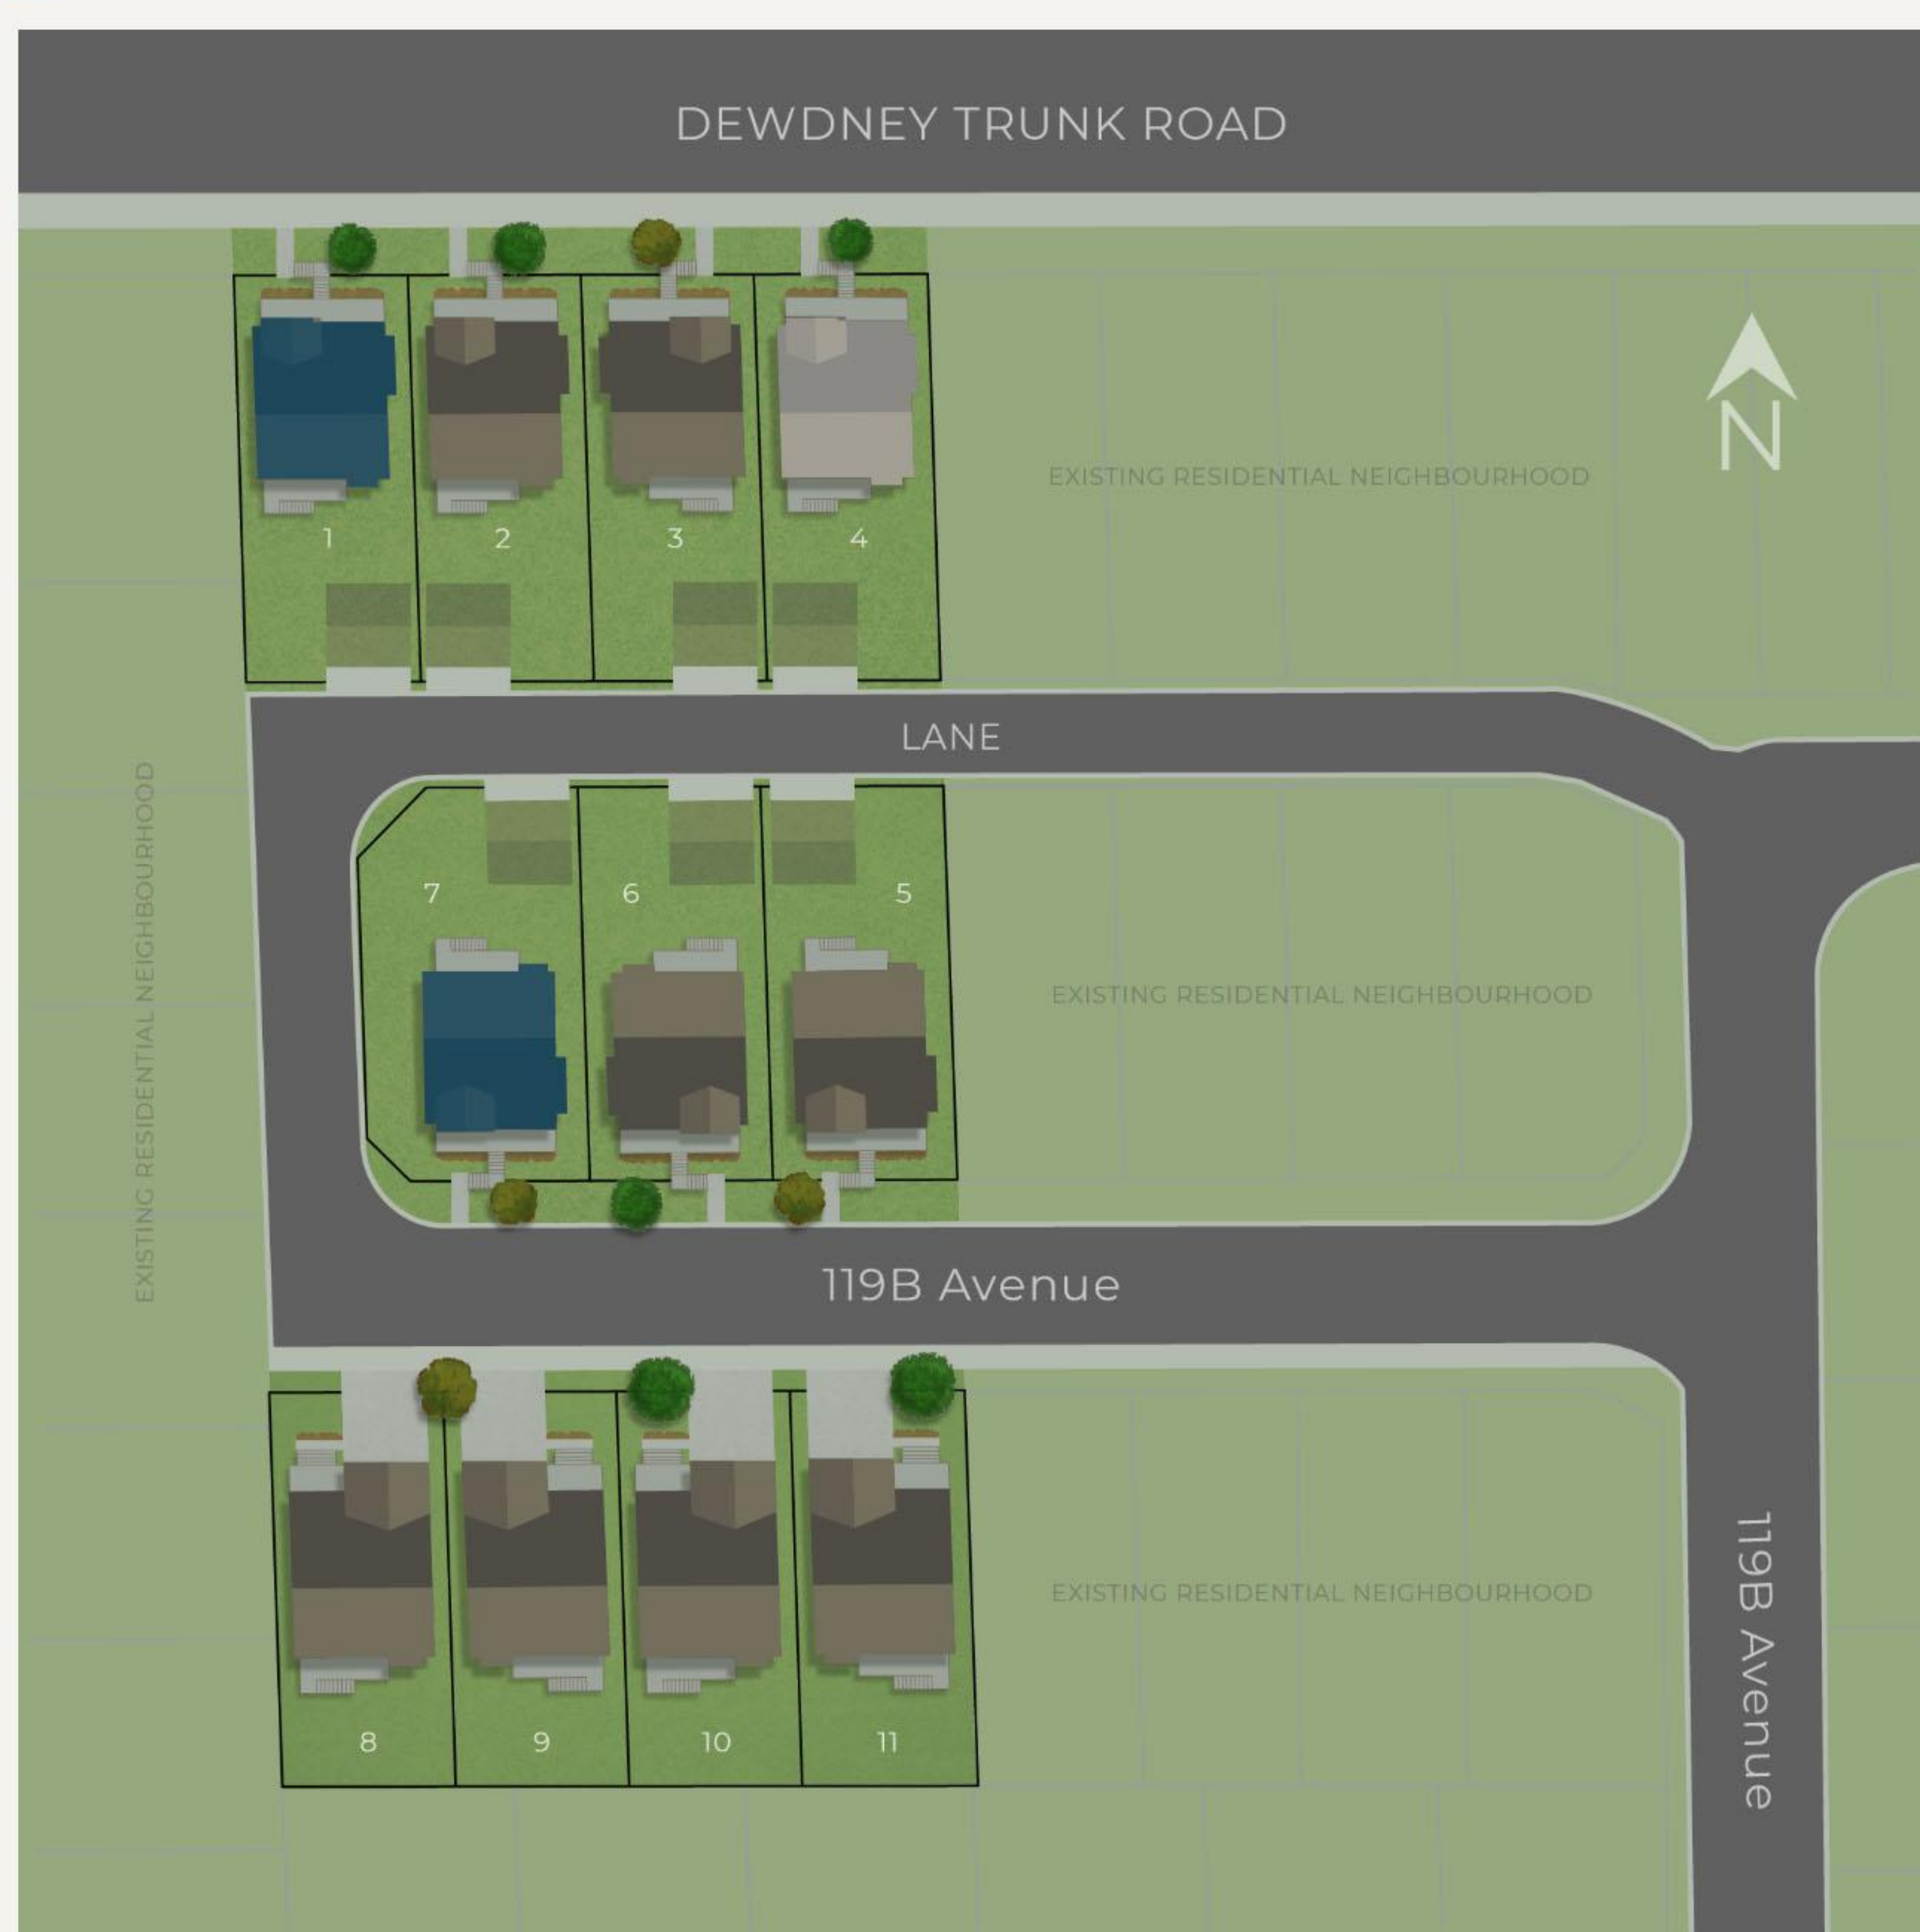 DEWDNEY TRUNK ROAD
N
EXISTING RESIDENTIAL NEIGHBOURHOOD
1
2
3
4
LANE
EXISTING RESIDENTIAL NEIGHBOURHOOD
7
6
5
EXISTING RESIDENTIAL NEIGHBOURHOOD
119B Avenue
EXISTING RESIDENTIAL NEIGHBOURHOOD
119B Avenue
8
9
10
11